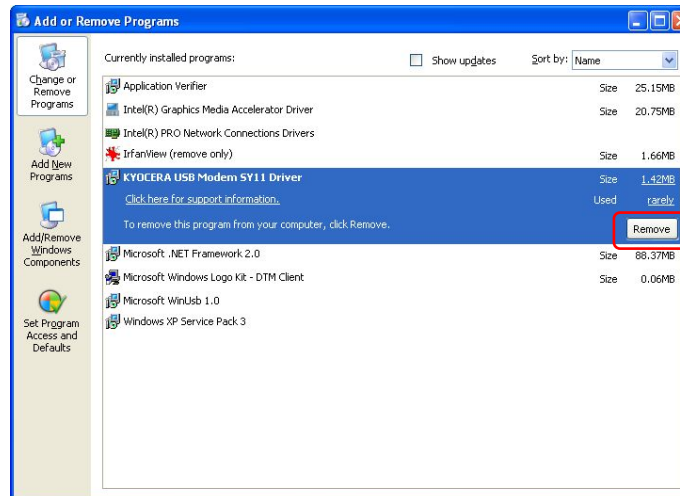 Add or Remove Programs
Change or
Remove
Programs
Add New
Programs
Add/Remove
Windows
Components
Set Program
Access and
Defaults
Currently installed programs:
Show updates
Sort by: Name
Application Verifier Size 25.15MB
Intel(R) Graphics Media Accelerator Driver Size 20.75MB
Intel(R) PRO Network Connections Drivers
IrfanView (remove only) Size 1.66MB
KYOCERA USB Modem SY11 Driver Size 1.42MB
Click here for support information. Used rarely
To remove this program from your computer, click Remove. Remove
Microsoft .NET Framework 2.0 Size 88.37MB
Microsoft Windows Logo Kit - DTM Client Size 0.06MB
Microsoft WinUsb 1.0
Windows XP Service Pack 3